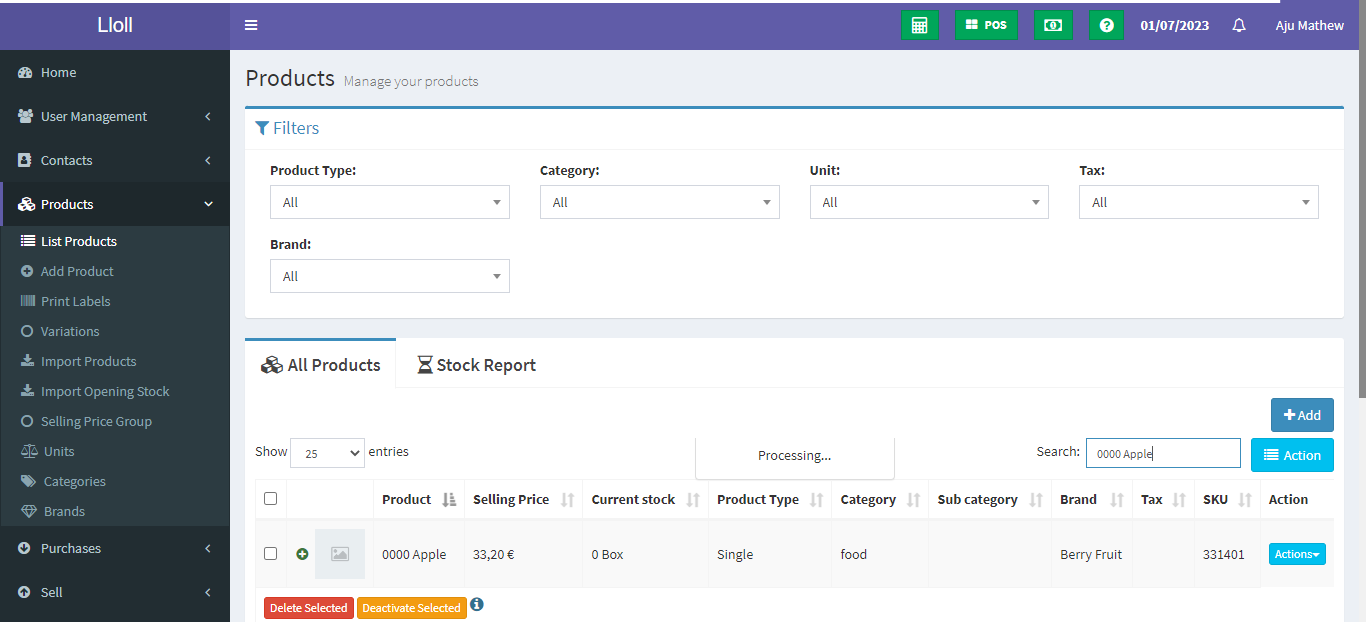 Lloll
POS
01/07/2023
Aju Mathew
Home
User Management
Contacts
Products
List Products
Add Product
Print Labels
Variations
Import Products
Import Opening Stock
Selling Price Group
Units
Categories
Brands
Purchases
Sell
Products Manage your products
Filters
Product Type: Category: Unit: Tax:
All All All All
Brand:
All
All Products Stock Report
Add
Show 25 entries Processing... Search: 0000 Apple Action
Product Selling Price Current stock Product Type Category Sub category Brand Tax SKU Action
0000 Apple 33,20 € 0 Box Single food Berry Fruit 331401 Actions
Delete Selected Deactivate Selected